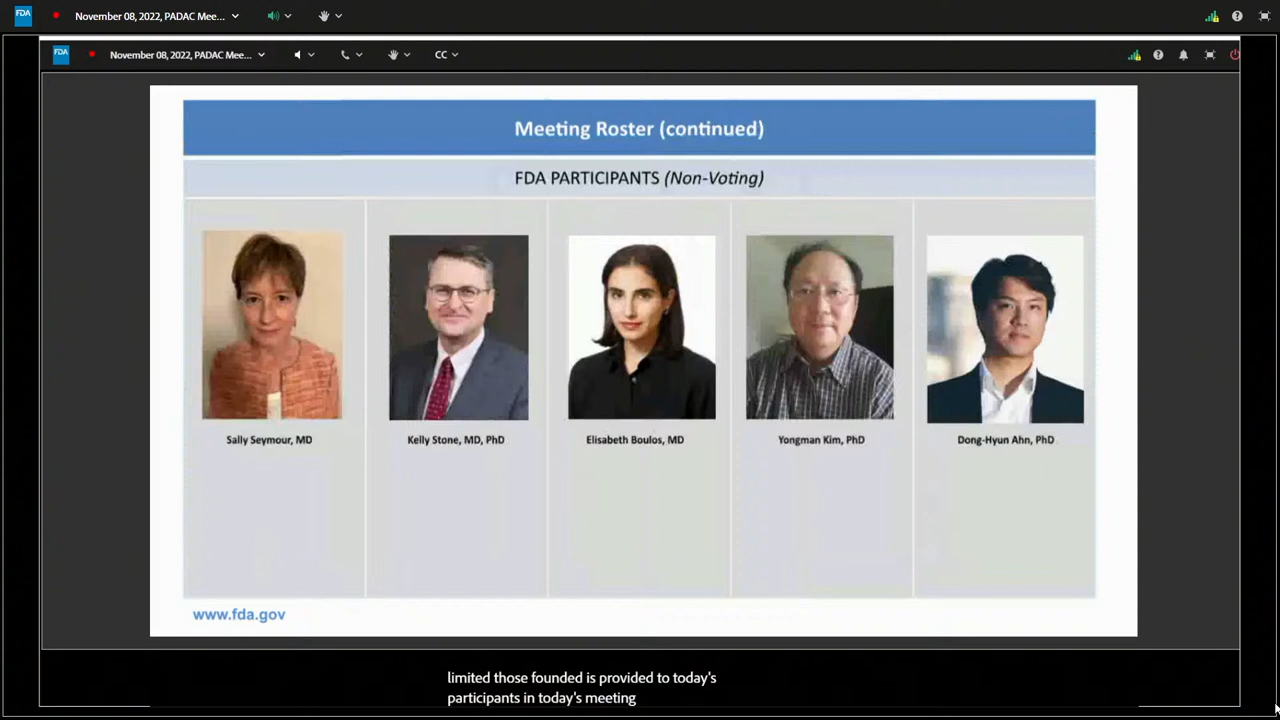 FDA
November 08, 2022, PADAC Mee...
FDA
November 08, 2022, PADAC Mee...
CC
Meeting Roster (continued)
FDA PARTICIPANTS (Non-Voting)
Sally Seymour, MD
Kelly Stone, MD, PhD
Elisabeth Boulos, MD
Yongman Kim, PhD
Dong-Hyun Ahn, PhD
www.fda.gov
limited those founded is provided to today's
participants in today's meeting